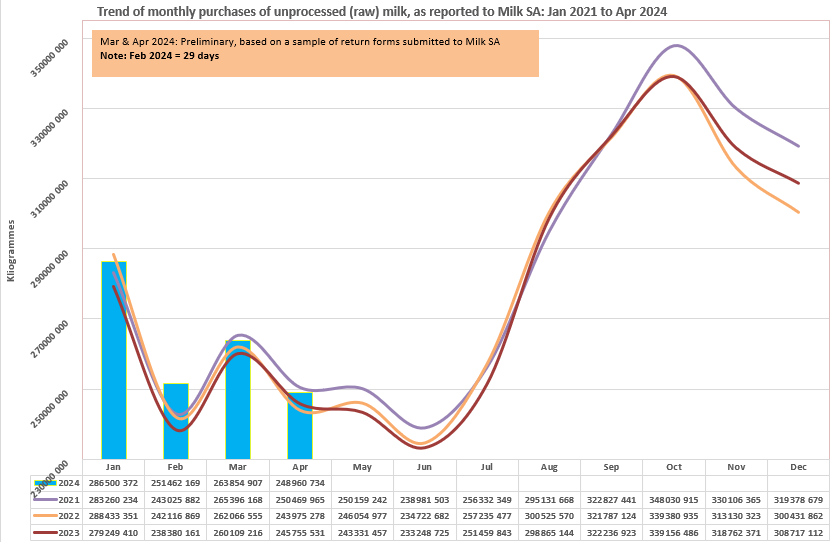 Trend of monthly purchases of unprocessed (raw) milk, as reported to Milk SA: Jan 2021 to Apr 2024
Mar & Apr 2024: Preliminary, based on a sample of return forms submitted to Milk SA
Note: Feb 2024 = 29 days
Kilogrammes
350000 000
330000 000
310000 000
290000 000
270000 000
250000 000
230000 000
Jan Feb Mar Apr May Jun Jul Aug Sep Oct Nov Dec
2024 286500 372 251462 169 263854 907 248960 734
2021 283260 234 243025 882 265396 168 250469 965 250159 242 238981 503 256332 349 295131 668 322827 441 348030 915 330106 365 319378 679
2022 288433 351 242116 869 262066 555 243975 278 246054 977 234722 682 257235 477 300525 570 321787 124 339380 935 313130 323 300431 862
2023 279249 410 238380 161 260109 216 245755 531 243331 457 233248 725 251459 843 298865 144 322236 923 339156 486 318762 371 308717 112